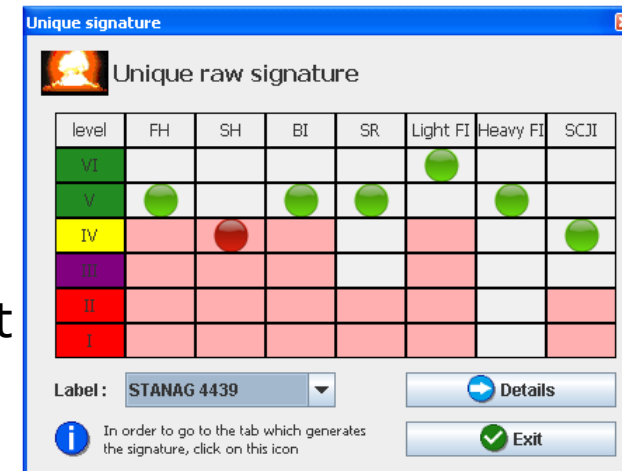 Unique signature
Unique raw signature
level FH SH BI SR Light FI Heavy FI SCJI
VI
V
IV
III
II
I
t
Label : STANAG 4439
Details
In order to go to the tab which generates
the signature, click on this icon
Exit